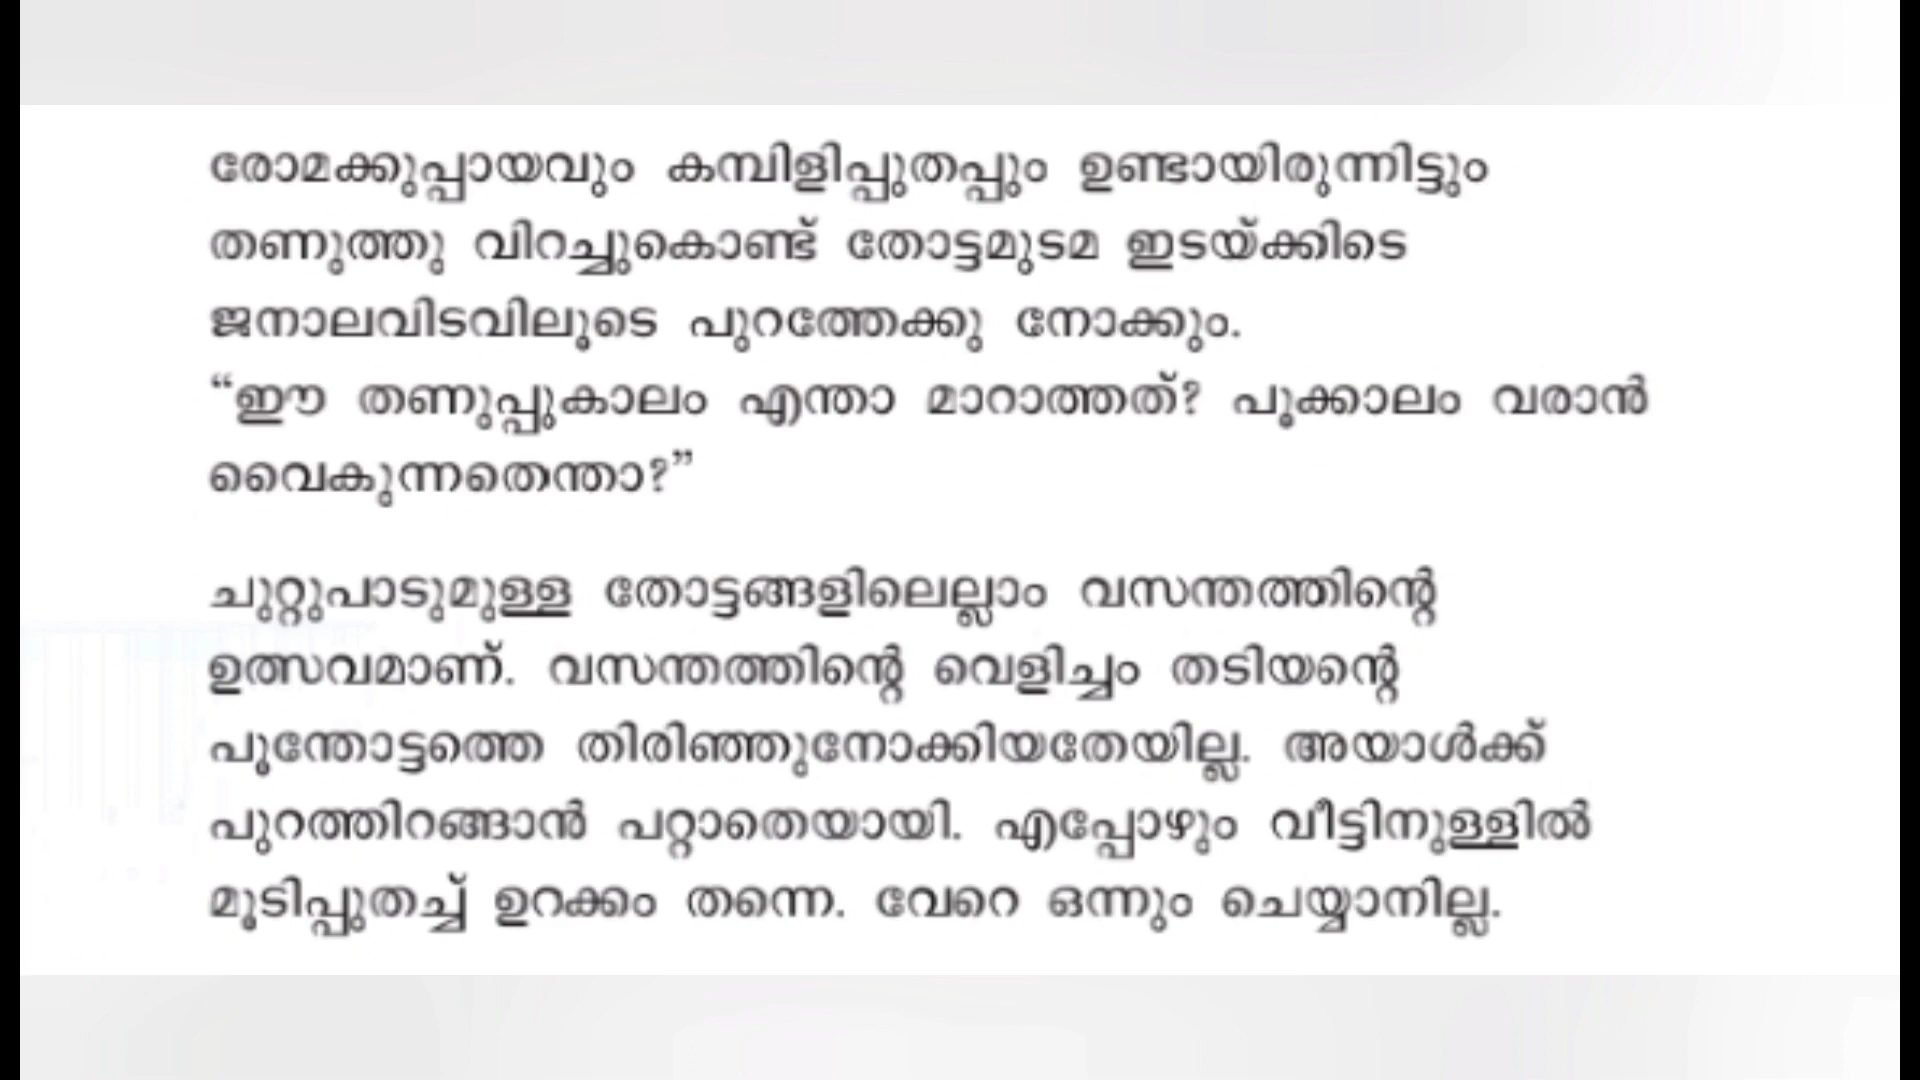 രോമക്കുപ്പായവും കമ്പിളിപ്പുതപ്പും ഉണ്ടായിരുന്നിട്ടും
തണുത്തു വിറച്ചുകൊണ്ട് തോട്ടമുടമ ഇടയ്ക്കിടെ
ജനാലവിടവിലൂടെ പുറത്തേക്കു നോക്കും.
“ഈ തണുപ്പുകാലം എന്താ മാറാത്തത്? പൂക്കാലം വരാൻ
വൈകുന്നതെന്താ?”
ചുറ്റുപാടുമുള്ള തോട്ടങ്ങളിലെല്ലാം വസന്തത്തിന്റെ
ഉത്സവമാണ്. വസന്തത്തിന്റെ വെളിച്ചം തടിയന്റെ
പൂന്തോട്ടത്തെ തിരിഞ്ഞുനോക്കിയതേയില്ല. അയാൾക്ക്
പുറത്തിറങ്ങാൻ പറ്റാതെയായി. എപ്പോഴും വീട്ടിനുള്ളിൽ
മൂടിപ്പുതച്ച് ഉറക്കം തന്നെ. വേറെ ഒന്നും ചെയ്യാനില്ല.